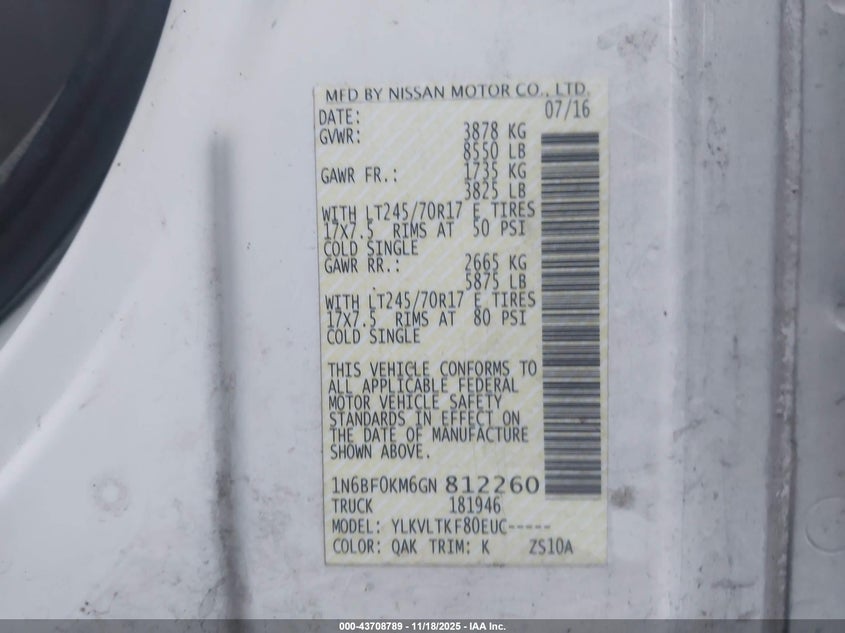 MFD BY NISSAN MOTOR CO., LTD.
DATE: 07/16
GVWR: 3878 KG
8550 LB
GAWR FR.: 1735 KG
3825 LB
WITH LT245/70R17 E TIRES
17X7.5 RIMS AT 50 PSI
COLD SINGLE
GAWR RR.: 2665 KG
5875 LB
WITH LT245/70R17 E TIRES
17X7.5 RIMS AT 80 PSI
COLD SINGLE
THIS VEHICLE CONFORMS TO
ALL APPLICABLE FEDERAL
MOTOR VEHICLE SAFETY
STANDARDS IN EFFECT ON
THE DATE OF MANUFACTURE
SHOWN ABOVE.
1N6BF0KM6GN 812260
TRUCK 181946
MODEL: YLKVLTKF80EUC-----
COLOR: QAK TRIM: K ZS10A
000-43708789 - 11/18/2025 - IAA Inc.